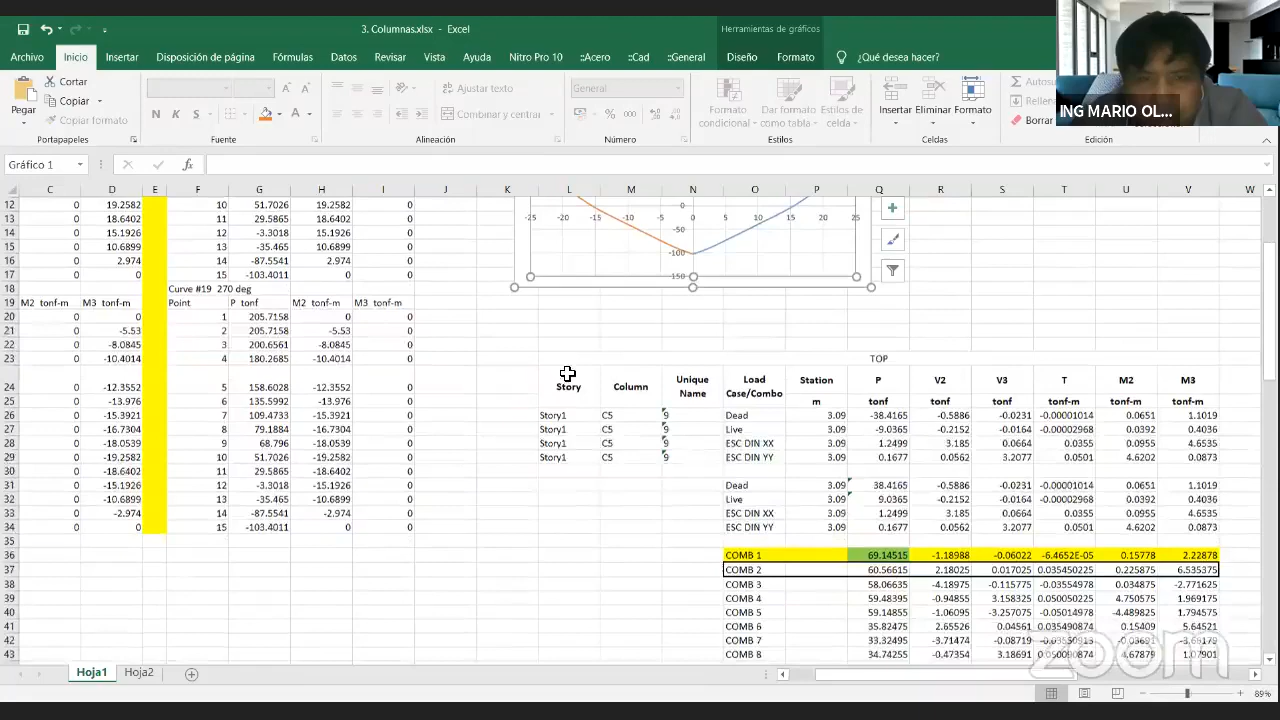 3. Columnas.xlsx - Excel
Herramientas de gráficos
Archivo Inicio Insertar Disposición de página Fórmulas Datos Revisar Vista Ayuda Nitro Pro 10 ::Acero ::Cad ::General Diseño Formato ¿Qué desea hacer?
ING MARIO OL...
Pegar
Cortar
Copiar
Copiar formato
Portapapeles
N K S
Fuente
Ajustar texto
Combinar y centrar
Alineación
General
Número
Formato condicional
Dar formato como tabla
Estilos de celda
Estilos
Insertar Eliminar Formato
Celdas
Autosu
Rellena
Borrar
Edición
Gráfico 1
fx
C D E F G H I J K L M N O P Q R S T U V W
12 0 19.2582 10 51.7026 19.2582 0
13 0 18.6402 11 29.5865 18.6402 0
14 0 15.1926 12 -3.3018 15.1926 0
15 0 10.6899 13 -35.465 10.6899 0
16 0 2.974 14 -87.5541 2.974 0
17 0 0 15 -103.4011 0 0
-25 -20 -15 -10 -5 0 5 10 15 20 25
0
-50
-100
150
18 Curve #19 270 deg
19 M2 tonf-m M3 tonf-m Point P tonf M2 tonf-m M3 tonf-m
20 0 0 1 205.7158 0 0
21 0 -5.53 2 205.7158 -5.53 0
22 0 -8.0845 3 200.6561 -8.0845 0
23 0 -10.4014 4 180.2685 -10.4014 0 TOP
24 0 -12.3552 5 158.6028 -12.3552 0 Story Column Unique Name Load Case/Combo Station P V2 V3 T M2 M3
25 0 -13.976 6 135.5992 -13.976 0 m tonf tonf tonf tonf-m tonf-m tonf-m
26 0 -15.3921 7 109.4733 -15.3921 0 Story1 C5 9 Dead 3.09 -38.4165 -0.5886 -0.0231 -0.00001014 0.0651 1.1019
27 0 -16.7304 8 79.1884 -16.7304 0 Story1 C5 9 Live 3.09 -9.0365 -0.2152 -0.0164 -0.00002968 0.0392 0.4036
28 0 -18.0539 9 68.796 -18.0539 0 Story1 C5 9 ESC DIN XX 3.09 1.2499 3.185 0.0664 0.0355 0.0955 4.6535
29 0 -19.2582 10 51.7026 -19.2582 0 Story1 C5 9 ESC DIN YY 3.09 0.1677 0.0562 3.2077 0.0501 4.6202 0.0873
30 0 -18.6402 11 29.5865 -18.6402 0
31 0 -15.1926 12 -3.3018 -15.1926 0 Dead 3.09 38.4165 -0.5886 -0.0231 -0.00001014 0.0651 1.1019
32 0 -10.6899 13 -35.465 -10.6899 0 Live 3.09 9.0365 -0.2152 -0.0164 -0.00002968 0.0392 0.4036
33 0 -2.974 14 -87.5541 -2.974 0 ESC DIN XX 3.09 1.2499 3.185 0.0664 0.0355 0.0955 4.6535
34 0 0 15 -103.4011 0 0 ESC DIN YY 3.09 0.1677 0.0562 3.2077 0.0501 4.6202 0.0873
35
36 COMB 1 69.14515 -1.18988 -0.06022 -6.4652E-05 0.15778 2.22878
37 COMB 2 60.56615 2.18025 0.017025 0.035450225 0.225875 6.535375
38 COMB 3 58.06635 -4.18975 -0.115775 -0.03554978 0.034875 -2.771625
39 COMB 4 59.48395 -0.94855 3.158325 0.050050225 4.750575 1.969175
40 COMB 5 59.14855 -1.06095 -3.257075 -0.05014978 -4.489825 1.794575
41 COMB 6 35.82475 2.65526 0.04561 0.035490874 0.15409 5.64521
42 COMB 7 33.32495 -3.71474 -0.08719 -0.03550913 -0.03691 -3.66179
43 COMB 8 34.74255 -0.47354 3.18691 0.050090874 4.67879 1.07901
zoom
Hoja1 Hoja2
89%